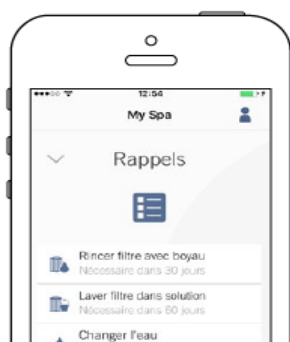 12:54
My Spa
Rappels
Rincer filtre avec boyau
Nécessaire dans 30 jours
Laver filtre dans solution
Nécessaire dans 60 jours
Changer l'eau